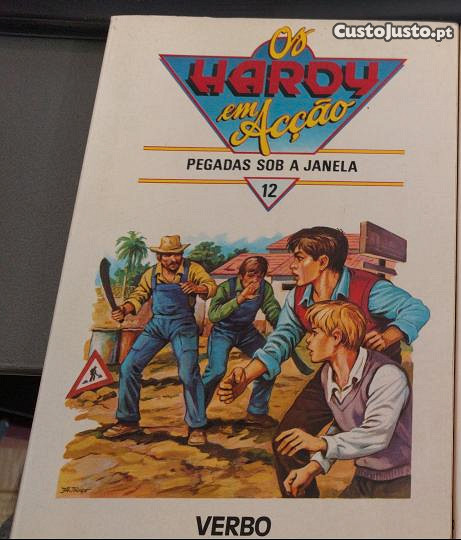 CustoJusto.pt
Os
HARDY
em Acção
PEGADAS SOB A JANELA
12
VERBO